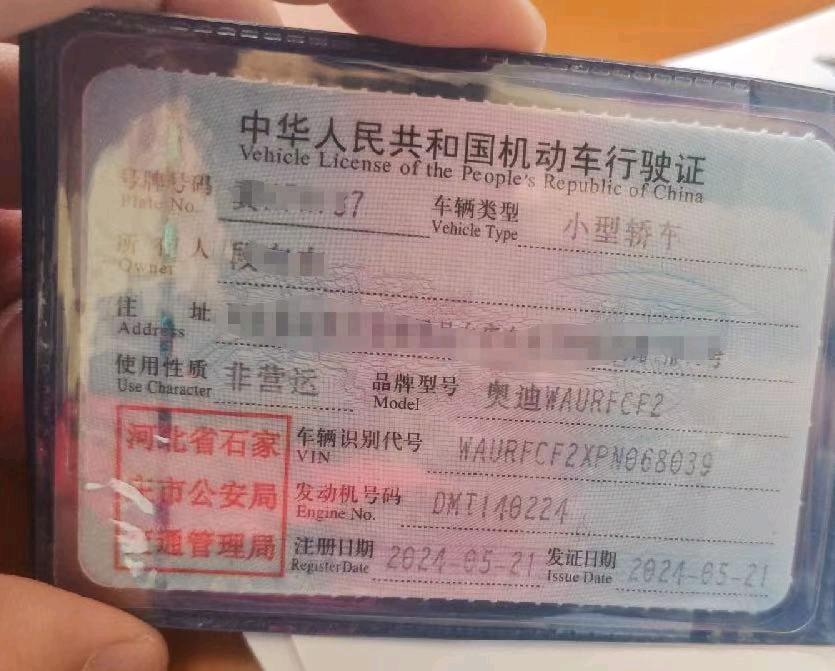 中华人民共和国机动车行驶证
Vehicle License of the People's Republic of China
号牌号码
Plate No.
37
车辆类型
Vehicle Type
小型轿车
所有人
Owner
段
住址
Address
号
使用性质
Use Character
非营运
品牌型号
Model
奥迪WAURFCF2
河北省石家
庄市公安局
交通管理局
车辆识别代号
VIN
WAURFCF2XPN068039
发动机号码
Engine No.
DMT140224
注册日期
Register Date
2024-05-21
发证日期
Issue Date
2024-05-21